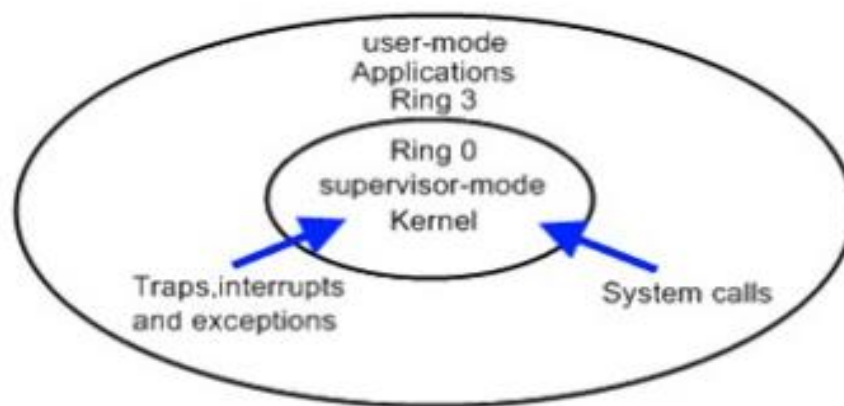 user-mode
Applications
Ring 3
Ring 0
supervisor-mode
Kernel
Traps,interrupts
and exceptions
System calls